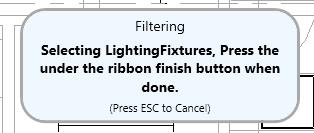 Filtering
Selecting LightingFixtures, Press the
under the ribbon finish button when
done.
(Press ESC to Cancel)